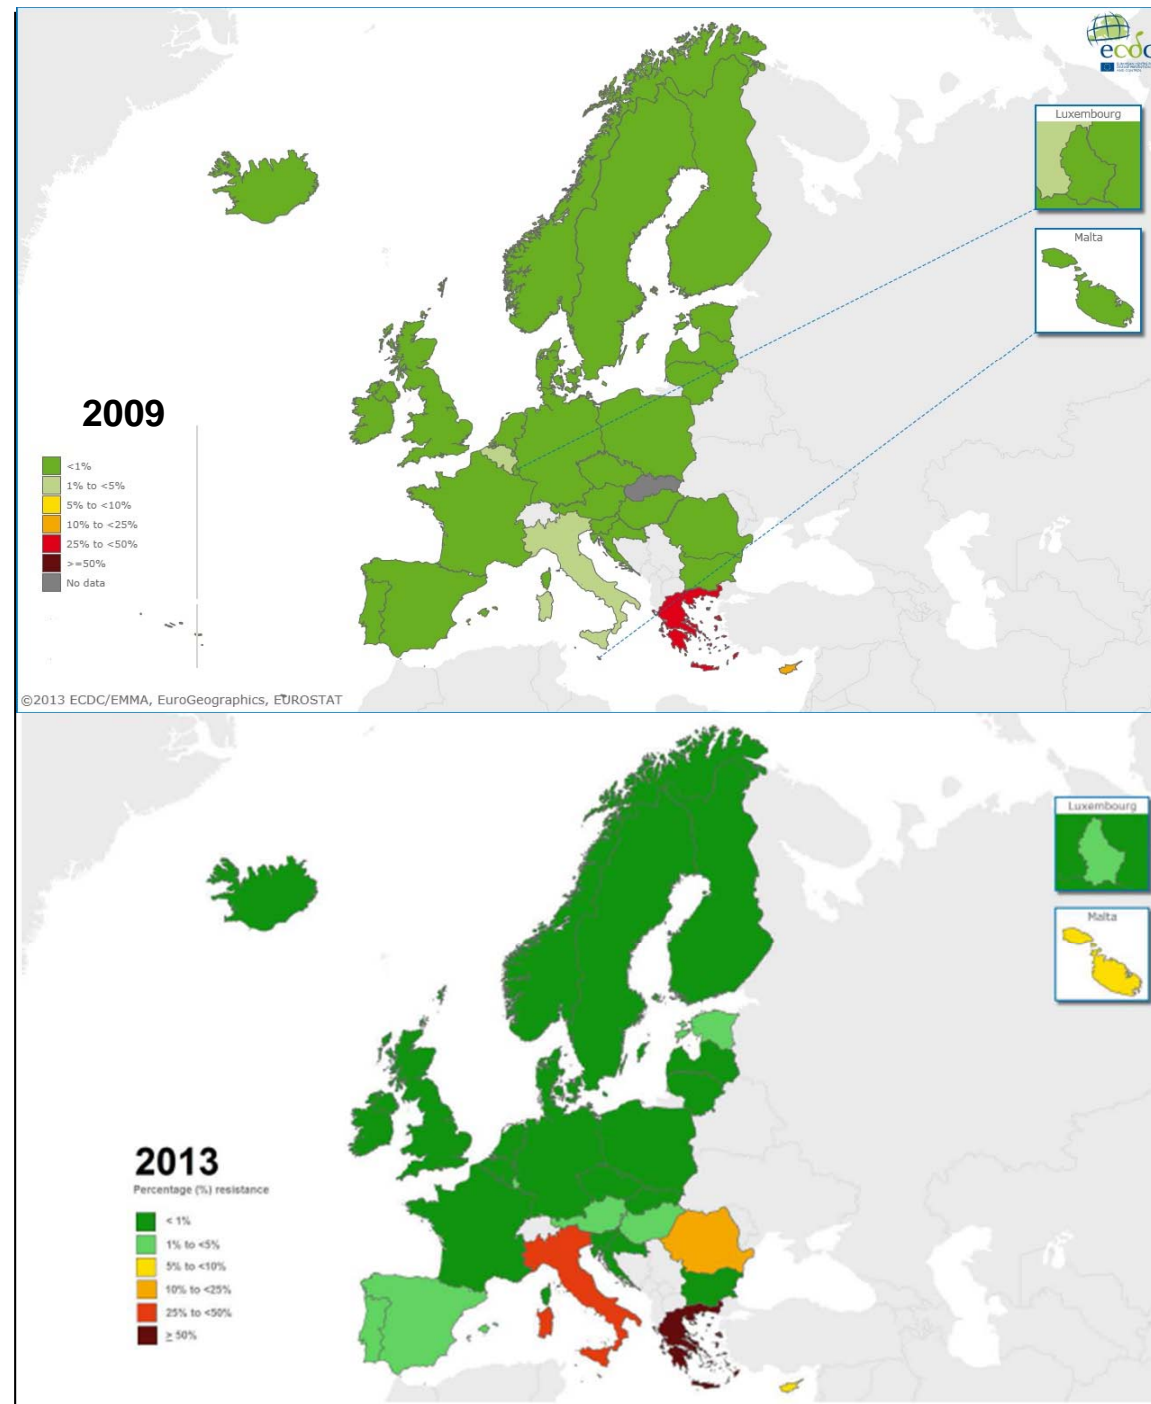 ecdc
Luxembourg
Malta
2009
<1%
1% to <5%
5% to <10%
10% to <25%
25% to <50%
>=50%
No data
©2013 ECDC/EMMA, EuroGeographics, EUROSTAT
Luxembourg
Malta
2013
Percentage (%) resistance
< 1%
1% to <5%
5% to <10%
10% to <25%
25% to <50%
≥ 50%